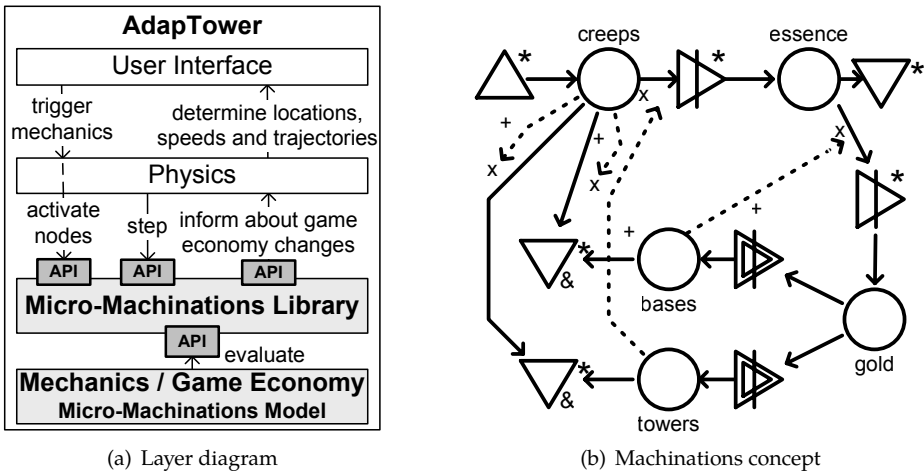 AdapTower
User Interface
trigger
mechanics
determine locations,
speeds and trajectories
Physics
activate
nodes
step
inform about game
economy changes
API
API
API
Micro-Machinations Library
API
evaluate
Mechanics / Game Economy
Micro-Machinations Model
(a) Layer diagram
creeps
essence
*
*
*
x
+
+
x
x
x
*
+
+
*
&
bases
gold
*
&
towers
(b) Machinations concept